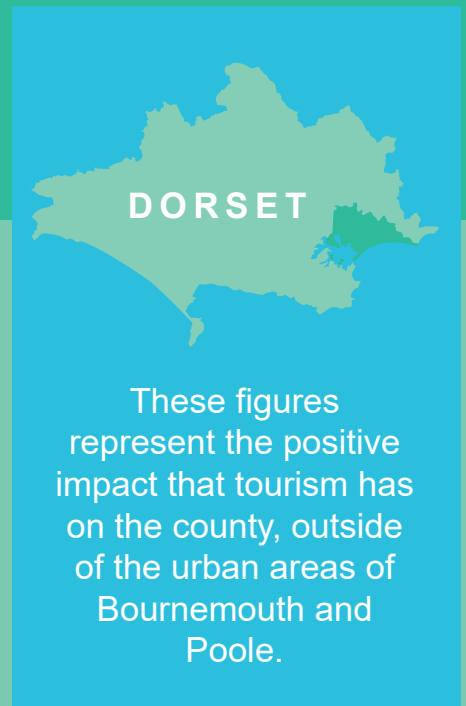 DORSET
These figures
represent the positive
impact that tourism has
on the county, outside
of the urban areas of
Bournemouth and
Poole.